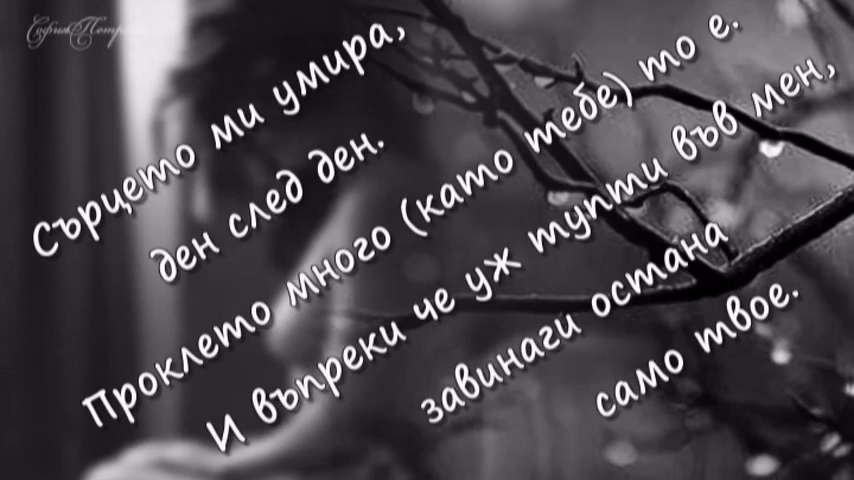 Сърцето ми умира,
ден след ден.
Проклето много (като тебе) то е.
И въпреки че уж тупти във мен,
завинаги остана
само твое.